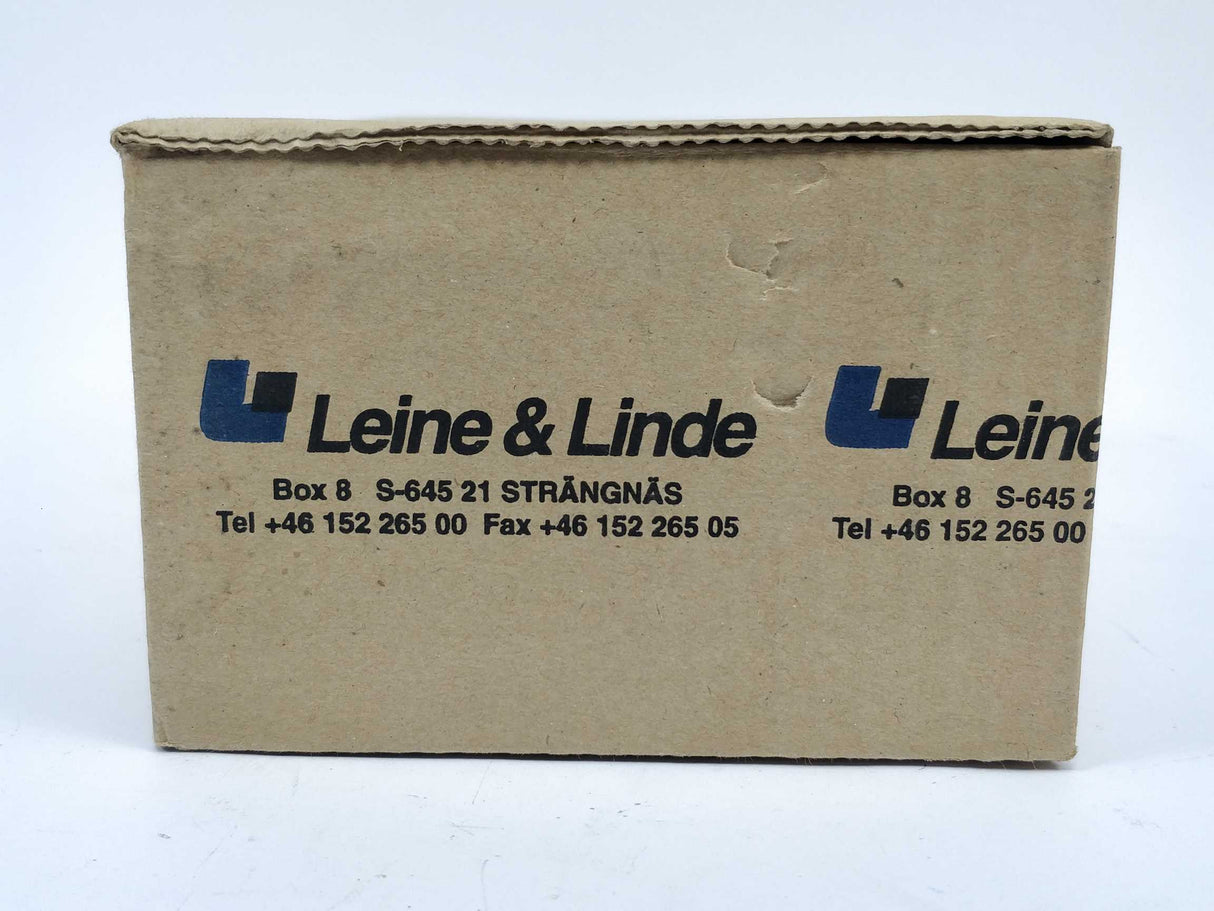 Leine & Linde
Box 8 S-645 21 STRÄNGNÄS
Tel +46 152 265 00 Fax +46 152 265 05
Leine
Box 8 S-645 2
Tel +46 152 265 00